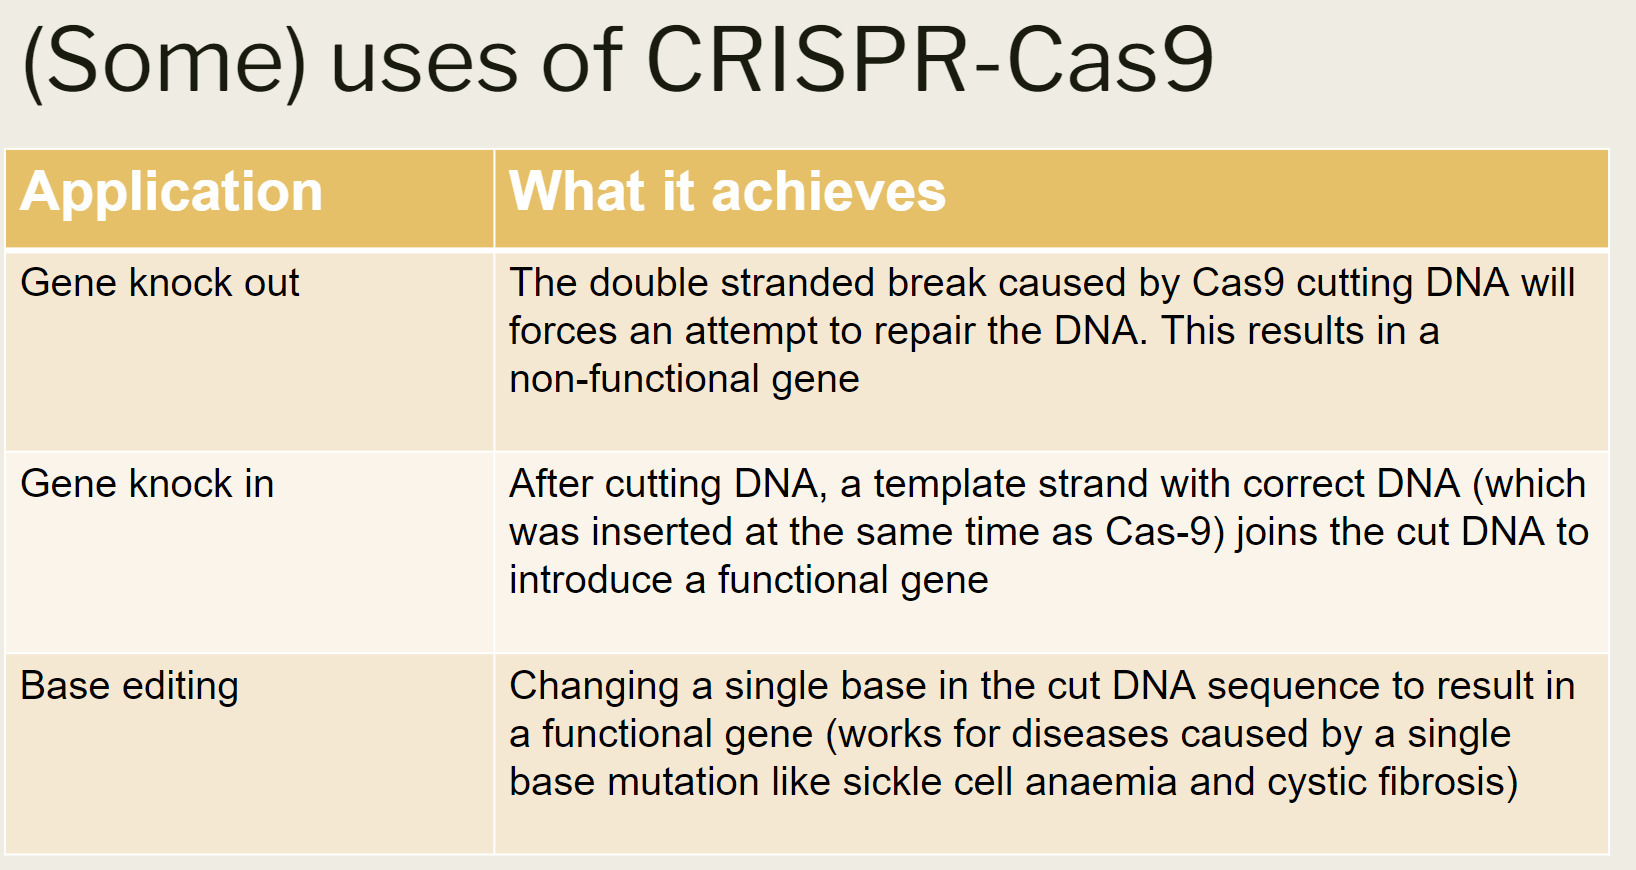 (Some) uses of CRISPR-Cas9
Application
What it achieves
Gene knock out
The double stranded break caused by Cas9 cutting DNA will
forces an attempt to repair the DNA. This results in a
non-functional gene
Gene knock in
After cutting DNA, a template strand with correct DNA (which
was inserted at the same time as Cas-9) joins the cut DNA to
introduce a functional gene
Base editing
Changing a single base in the cut DNA sequence to result in
a functional gene (works for diseases caused by a single
base mutation like sickle cell anaemia and cystic fibrosis)